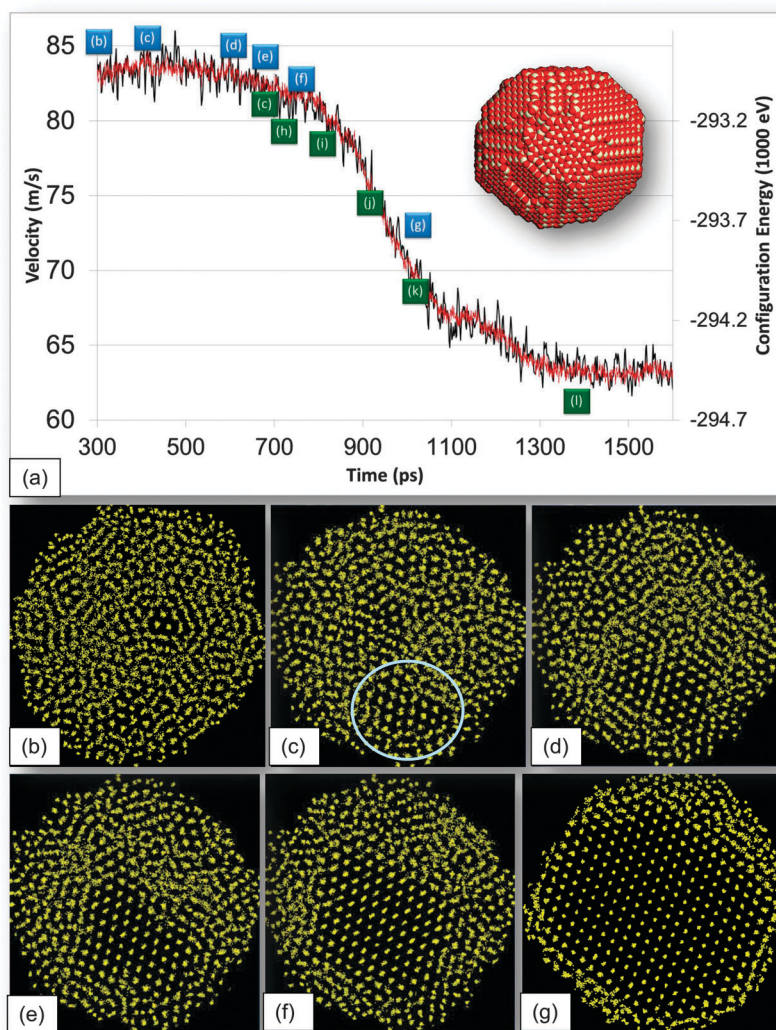 85
80
75
70
65
60
Velocity (m/s)
-293.2
-293.7
-294.2
-294.7
Configuration Energy (1000 eV)
(b)
(c)
(d)
(e)
(f)
(c)
(h)
(i)
(j)
(g)
(k)
(l)
300 500 700 900 1100 1300 1500
Time (ps)
(a)
(b)
(c)
(d)
(e)
(f)
(g)